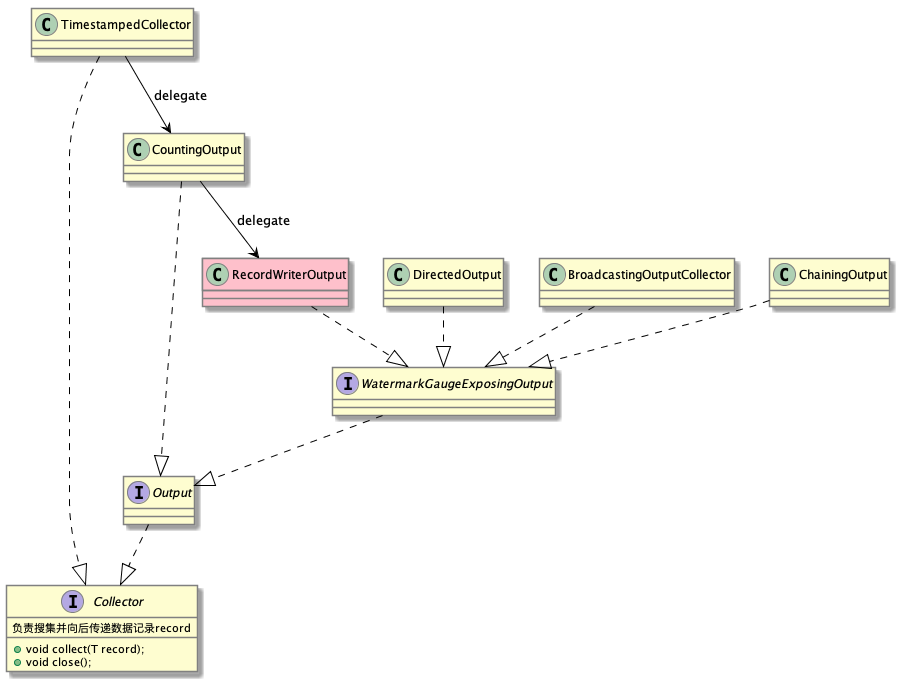 C TimestampedCollector
delegate
C CountingOutput
delegate
C RecordWriterOutput
C DirectedOutput
C BroadcastingOutputCollector
C ChainingOutput
I WatermarkGaugeExposingOutput
I Output
I Collector
负责搜集并向后传递数据记录record
void collect(T record);
void close();